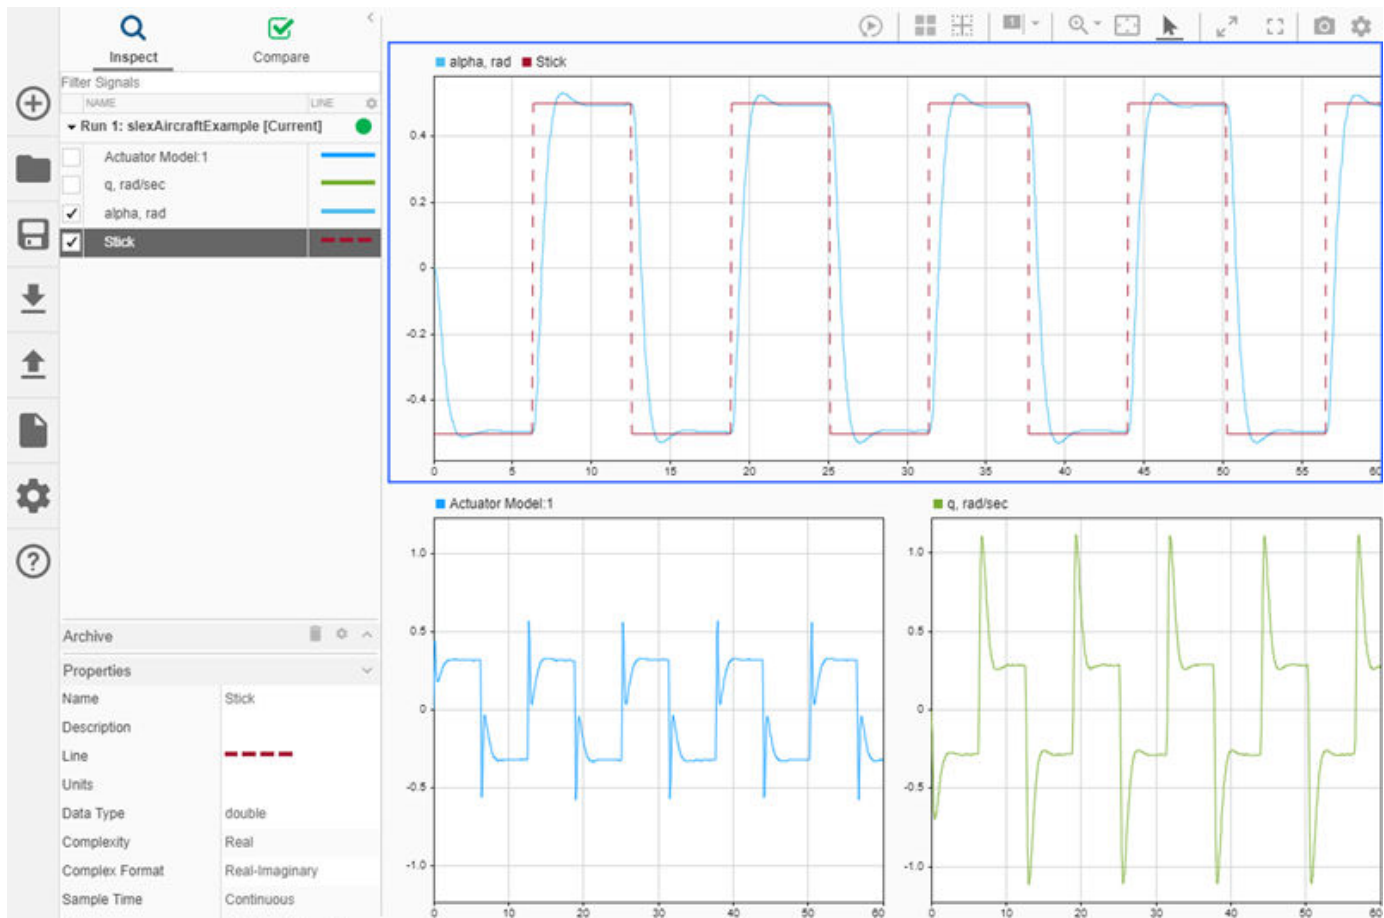 Inspect
Compare
Filter Signals
NAME LINE
Run 1: slexAircraftExample [Current]
Actuator Model:1
q, rad/sec
alpha, rad
Stick
Archive
Properties
Name Stick
Description
Line
Units
Data Type double
Complexity Real
Complex Format Real-Imaginary
Sample Time Continuous
1
alpha, rad Stick
0.4
0.2
0
-0.2
-0.4
0 5 10 15 20 25 30 35 40 45 50 55 60
Actuator Model:1
1.0
0.5
0
-0.5
-1.0
0 10 20 30 40 50 60
q, rad/sec
1.0
0.5
0
-0.5
-1.0
0 10 20 30 40 50 60